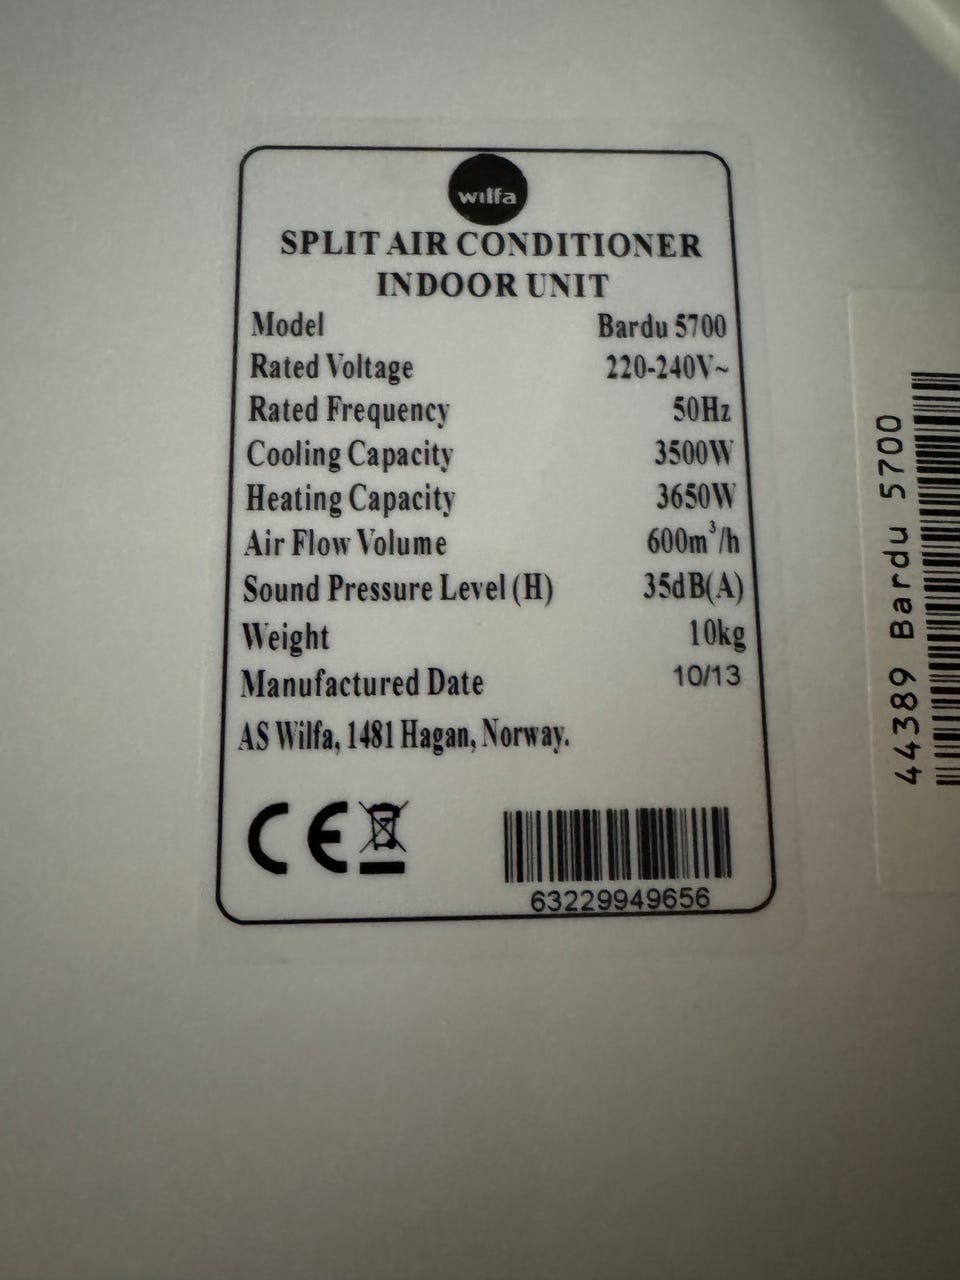 wilfa
SPLIT AIR CONDITIONER
INDOOR UNIT
Model Bardu 5700
Rated Voltage 220-240V~
Rated Frequency 50Hz
Cooling Capacity 3500W
Heating Capacity 3650W
Air Flow Volume 600m³/h
Sound Pressure Level (H) 35dB(A)
Weight 10kg
Manufactured Date 10/13
AS Wilfa, 1481 Hagan, Norway.
CE
63229949656
44389 Bardu 5700